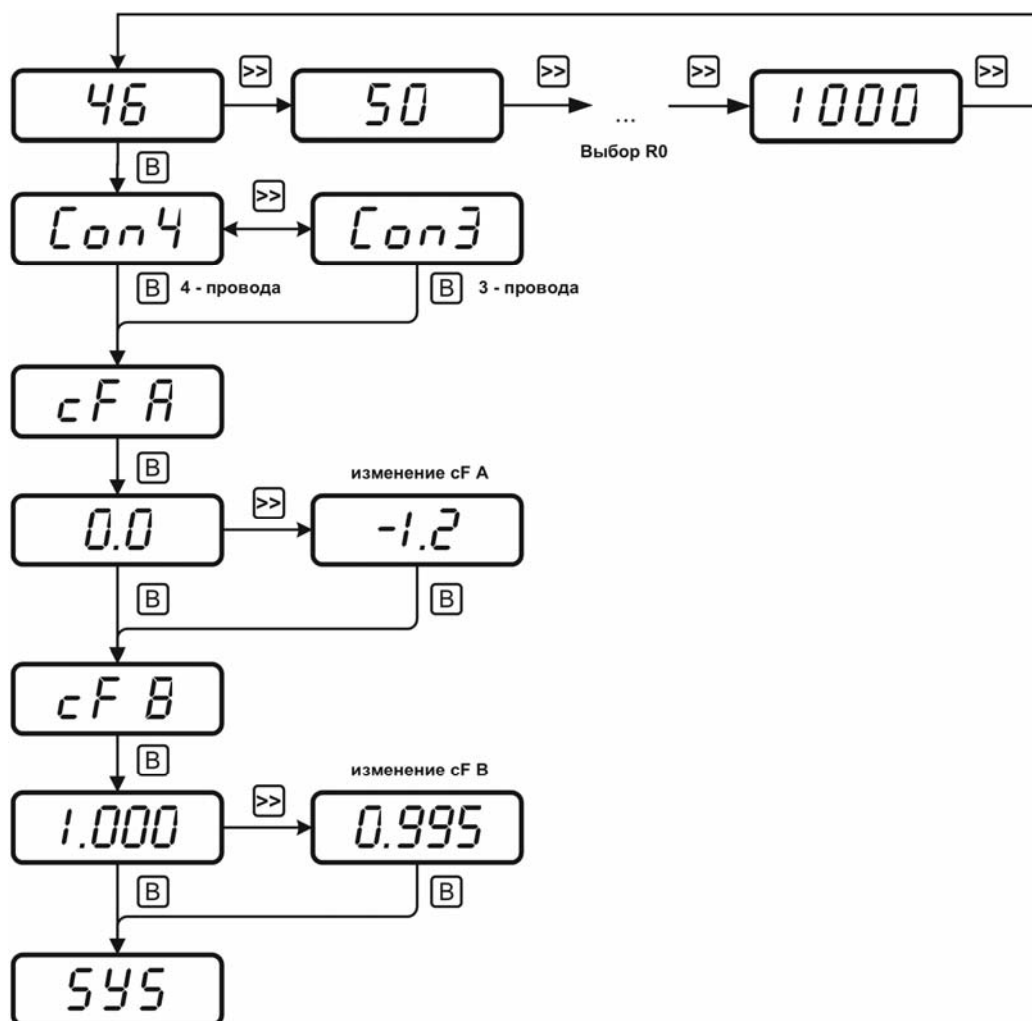 >> >> >> >>
46 50 ... 1000
Выбор R0
B
>>
Con4 Con3
B 4 - провода B 3 - провода
cF A
B
изменение cF A
>>
0.0 -1.2
B B
cF B
B
изменение cF B
>>
1.000 0.995
B B
SYS